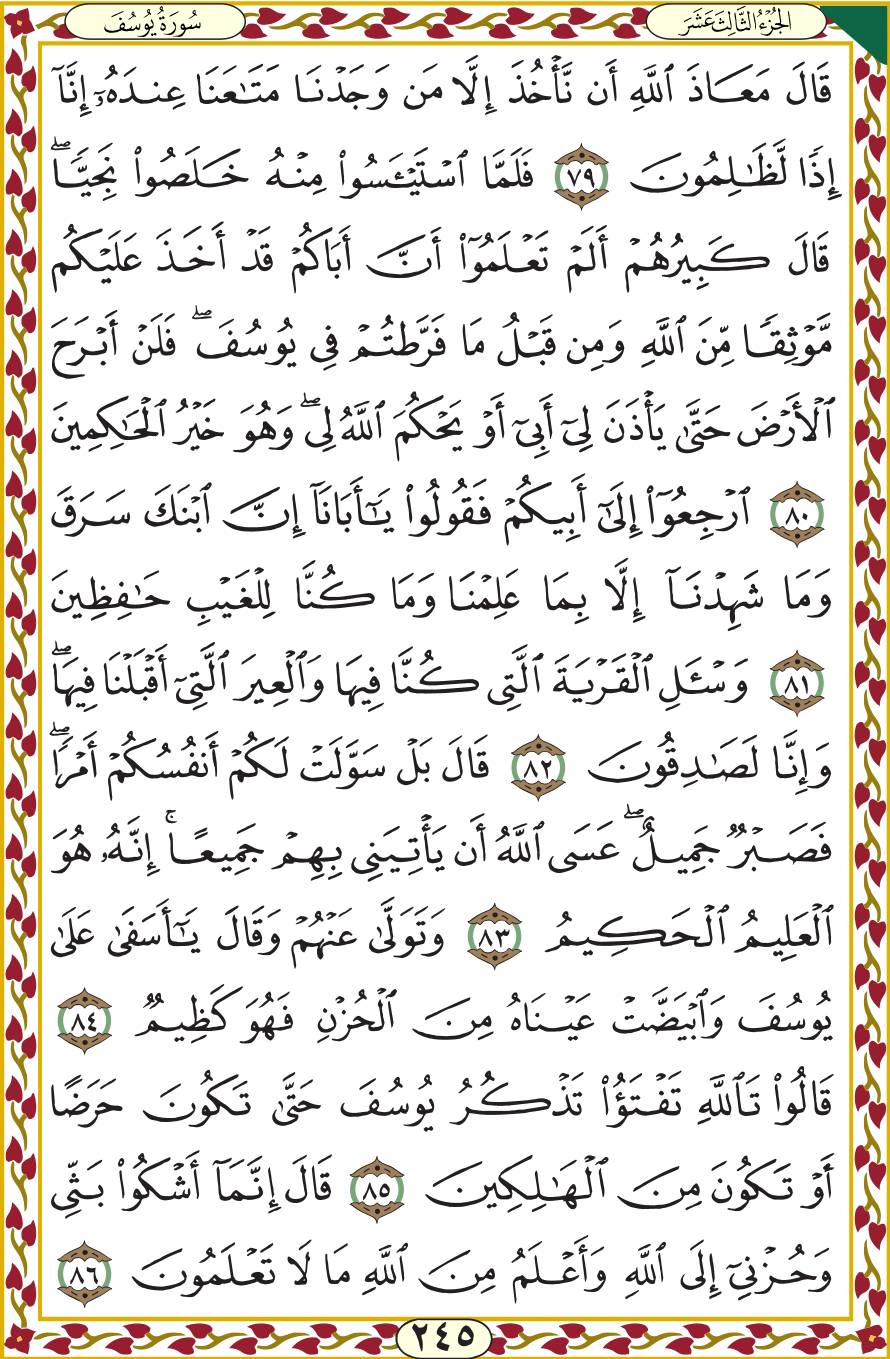 الجُزْءُ الثَّالِثَ عَشَرَ
سُورَةُ يُوسُفَ
قَالَ مَعَاذَ ٱللَّهِ أَن نَّأْخُذَ إِلَّا مَن وَجَدْنَا مَتَـٰعَنَا عِندَهُۥٓ إِنَّآ
إِذًا لَّظَـٰلِمُونَ ٧٩ فَلَمَّا ٱسْتَيْـَٔسُوا۟ مِنْهُ خَلَصُوا۟ نَجِيًّا ۖ
قَالَ كَبِيرُهُمْ أَلَمْ تَعْلَمُوٓا۟ أَنَّ أَبَاكُمْ قَدْ أَخَذَ عَلَيْكُم
مَّوْثِقًا مِّنَ ٱللَّهِ وَمِن قَبْلُ مَا فَرَّطتُمْ فِى يُوسُفَ ۖ فَلَنْ أَبْرَحَ
ٱلْأَرْضَ حَتَّىٰ يَأْذَنَ لِىٓ أَبِىٓ أَوْ يَحْكُمَ ٱللَّهُ لِى ۖ وَهُوَ خَيْرُ ٱلْحَـٰكِمِينَ
٨٠ ٱرْجِعُوٓا۟ إِلَىٰٓ أَبِيكُمْ فَقُولُوا۟ يَـٰٓأَبَانَآ إِنَّ ٱبْنَكَ سَرَقَ
وَمَا شَهِدْنَآ إِلَّا بِمَا عَلِمْنَا وَمَا كُنَّا لِلْغَيْبِ حَـٰفِظِينَ
٨١ وَسْـَٔلِ ٱلْقَرْيَةَ ٱلَّتِى كُنَّا فِيهَا وَٱلْعِيرَ ٱلَّتِىٓ أَقْبَلْنَا فِيهَا ۖ
وَإِنَّا لَصَـٰدِقُونَ ٨٢ قَالَ بَلْ سَوَّلَتْ لَكُمْ أَنفُسُكُمْ أَمْرًا ۖ
فَصَبْرٌ جَمِيلٌ ۖ عَسَى ٱللَّهُ أَن يَأْتِيَنِى بِهِمْ جَمِيعًا ۚ إِنَّهُۥ هُوَ
ٱلْعَلِيمُ ٱلْحَكِيمُ ٨٣ وَتَوَلَّىٰ عَنْهُمْ وَقَالَ يَـٰٓأَسَفَىٰ عَلَىٰ
يُوسُفَ وَٱبْيَضَّتْ عَيْنَاهُ مِنَ ٱلْحُزْنِ فَهُوَ كَظِيمٌ ٨٤
قَالُوا۟ تَٱللَّهِ تَفْتَؤُا۟ تَذْكُرُ يُوسُفَ حَتَّىٰ تَكُونَ حَرَضًا
أَوْ تَكُونَ مِنَ ٱلْهَـٰلِكِينَ ٨٥ قَالَ إِنَّمَآ أَشْكُوا۟ بَثِّى
وَحُزْنِىٓ إِلَى ٱللَّهِ وَأَعْلَمُ مِنَ ٱللَّهِ مَا لَا تَعْلَمُونَ ٨٦
٢٤٥